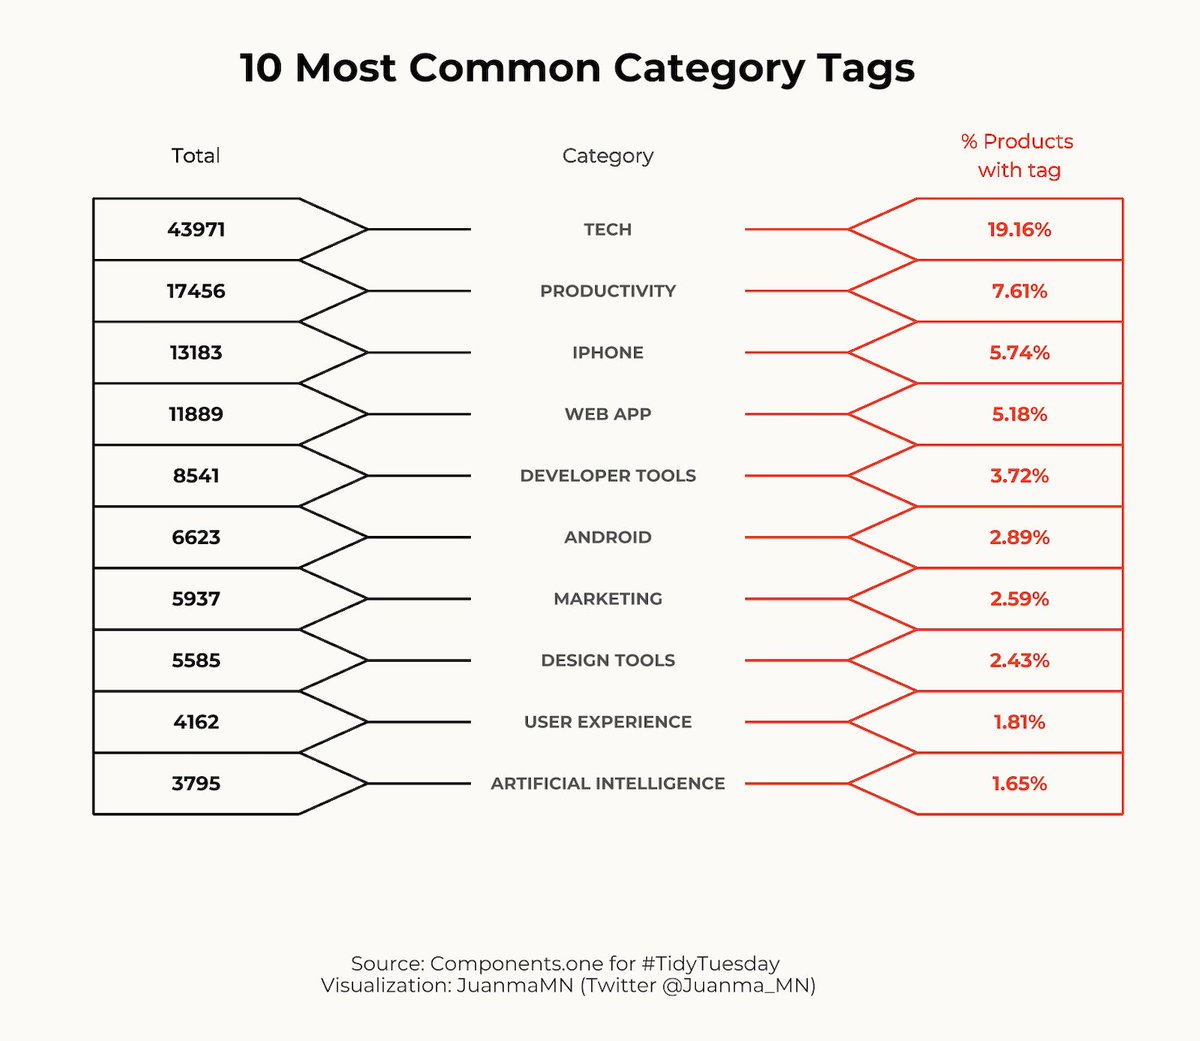 10 Most Common Category Tags
Total
Category
% Products
with tag
43971 TECH 19.16%
17456 PRODUCTIVITY 7.61%
13183 IPHONE 5.74%
11889 WEB APP 5.18%
8541 DEVELOPER TOOLS 3.72%
6623 ANDROID 2.89%
5937 MARKETING 2.59%
5585 DESIGN TOOLS 2.43%
4162 USER EXPERIENCE 1.81%
3795 ARTIFICIAL INTELLIGENCE 1.65%
Source: Components.one for #TidyTuesday
Visualization: JuanmaMN (Twitter @Juanma_MN)